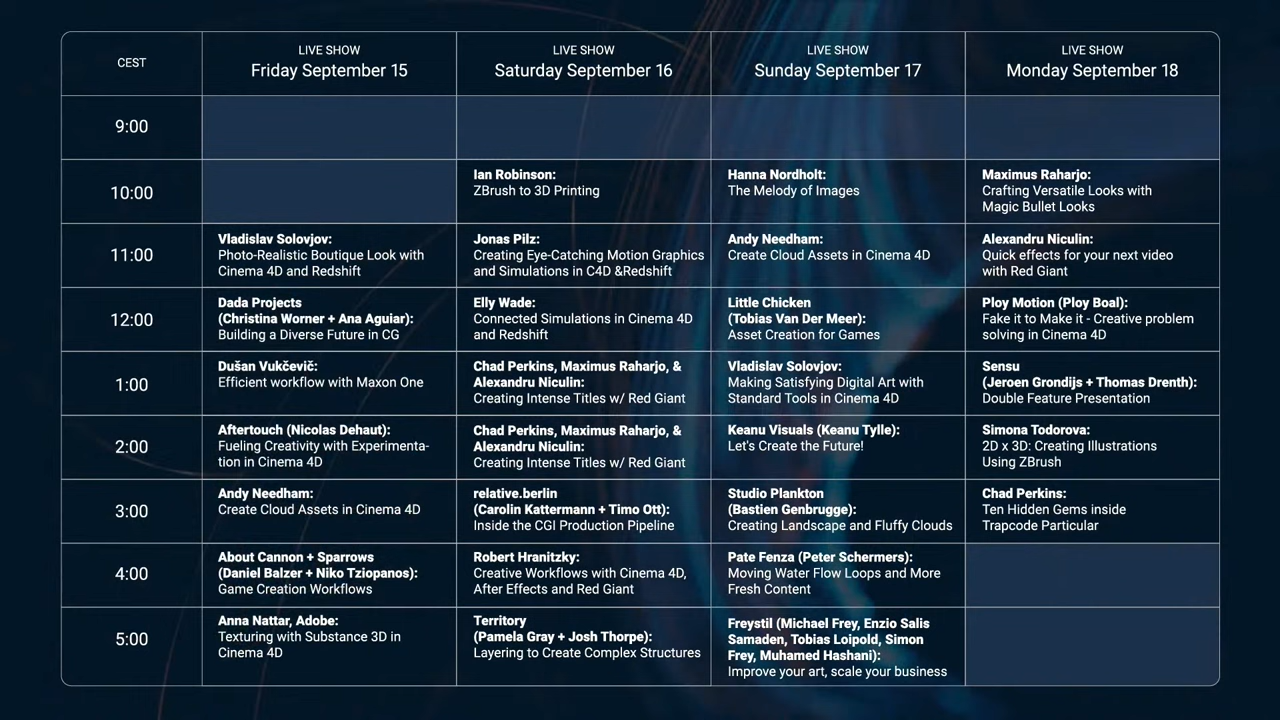 CEST
LIVE SHOW
Friday September 15
LIVE SHOW
Saturday September 16
LIVE SHOW
Sunday September 17
LIVE SHOW
Monday September 18
9:00
10:00
Ian Robinson:
ZBrush to 3D Printing
Hanna Nordholt:
The Melody of Images
Maximus Raharjo:
Crafting Versatile Looks with
Magic Bullet Looks
11:00
Vladislav Solovjov:
Photo-Realistic Boutique Look with
Cinema 4D and Redshift
Jonas Pilz:
Creating Eye-Catching Motion Graphics
and Simulations in C4D &Redshift
Andy Needham:
Create Cloud Assets in Cinema 4D
Alexandru Niculin:
Quick effects for your next video
with Red Giant
12:00
Dada Projects
(Christina Worner + Ana Aguiar):
Building a Diverse Future in CG
Elly Wade:
Connected Simulations in Cinema 4D
and Redshift
Little Chicken
(Tobias Van Der Meer):
Asset Creation for Games
Ploy Motion (Ploy Boal):
Fake it to Make it - Creative problem
solving in Cinema 4D
1:00
Dušan Vukčevič:
Efficient workflow with Maxon One
Chad Perkins, Maximus Raharjo, &
Alexandru Niculin:
Creating Intense Titles w/ Red Giant
Vladislav Solovjov:
Making Satisfying Digital Art with
Standard Tools in Cinema 4D
Sensu
(Jeroen Grondijs + Thomas Drenth):
Double Feature Presentation
2:00
Aftertouch (Nicolas Dehaut):
Fueling Creativity with Experimenta-
tion in Cinema 4D
Chad Perkins, Maximus Raharjo, &
Alexandru Niculin:
Creating Intense Titles w/ Red Giant
Keanu Visuals (Keanu Tylle):
Let's Create the Future!
Simona Todorova:
2D x 3D: Creating Illustrations
Using ZBrush
3:00
Andy Needham:
Create Cloud Assets in Cinema 4D
relative.berlin
(Carolin Kattermann + Timo Ott):
Inside the CGI Production Pipeline
Studio Plankton
(Bastien Genbrugge):
Creating Landscape and Fluffy Clouds
Chad Perkins:
Ten Hidden Gems inside
Trapcode Particular
4:00
About Cannon + Sparrows
(Daniel Balzer + Niko Tziopanos):
Game Creation Workflows
Robert Hranitzky:
Creative Workflows with Cinema 4D,
After Effects and Red Giant
Pate Fenza (Peter Schermers):
Moving Water Flow Loops and More
Fresh Content
5:00
Anna Nattar, Adobe:
Texturing with Substance 3D in
Cinema 4D
Territory
(Pamela Gray + Josh Thorpe):
Layering to Create Complex Structures
Freystil (Michael Frey, Enzio Salis
Samaden, Tobias Loipold, Simon
Frey, Muhamed Hashani):
Improve your art, scale your business